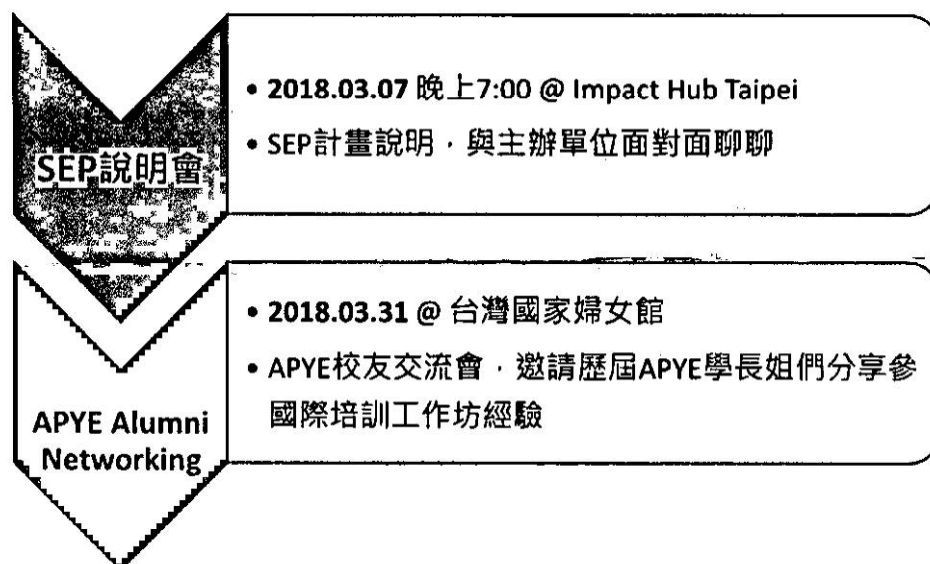 SEP說明會
• 2018.03.07 晚上7:00 @ Impact Hub Taipei
• SEP計畫說明，與主辦單位面對面聊聊
APYE Alumni
Networking
• 2018.03.31 @ 台灣國家婦女館
• APYE校友交流會，邀請歷屆APYE學長姐們分享參
國際培訓工作坊經驗